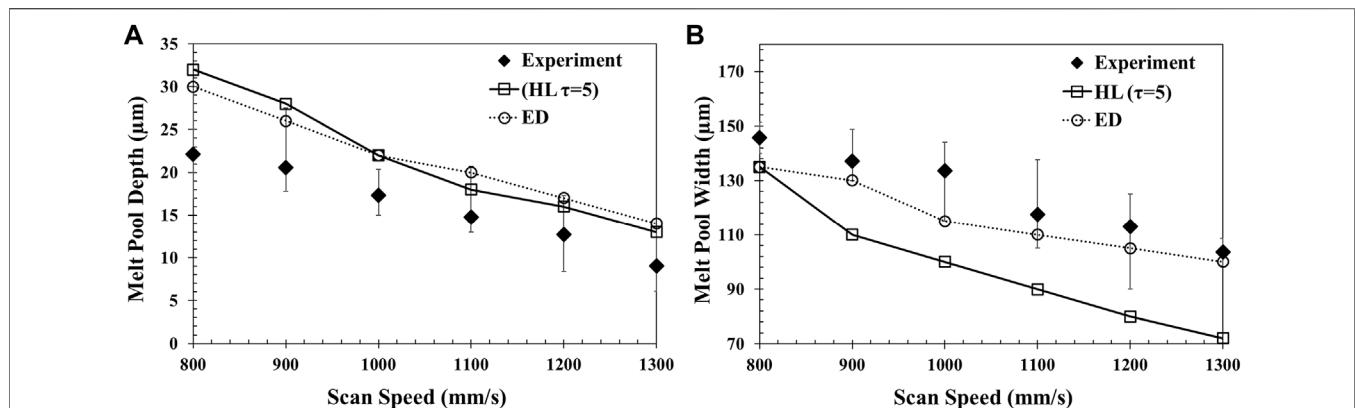 A
Experiment
(HL τ=5)
ED
Melt Pool Depth (μm)
35
30
25
20
15
10
5
0
800 900 1000 1100 1200 1300
Scan Speed (mm/s)
B
Experiment
HL (τ=5)
ED
Melt Pool Width (μm)
170
150
130
110
90
70
800 900 1000 1100 1200 1300
Scan Speed (mm/s)